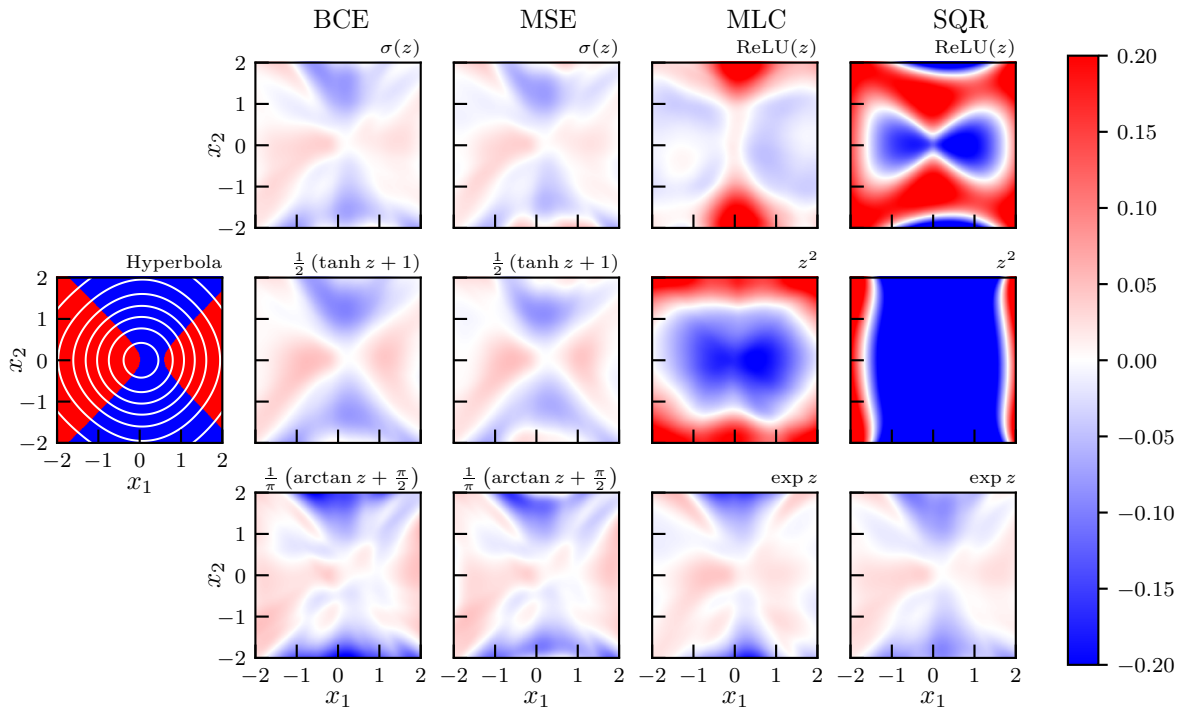 BCE MSE MLC SQR
σ(z) σ(z) ReLU(z) ReLU(z)
2 0.20
1 0.15
x₂ 0
−1 0.10
−2
Hyperbola ½ (tanh z + 1) ½ (tanh z + 1) z² z²
2 0.05
1
x₂ 0 0.00
−1
−2 −0.05
−2 −1 0 1 2
x₁
1/π (arctan z + π/2) 1/π (arctan z + π/2) exp z exp z
2 −0.10
1
x₂ 0 −0.15
−1
−2 −0.20
−2 −1 0 1 2 −2 −1 0 1 2 −2 −1 0 1 2 −2 −1 0 1 2
x₁ x₁ x₁ x₁